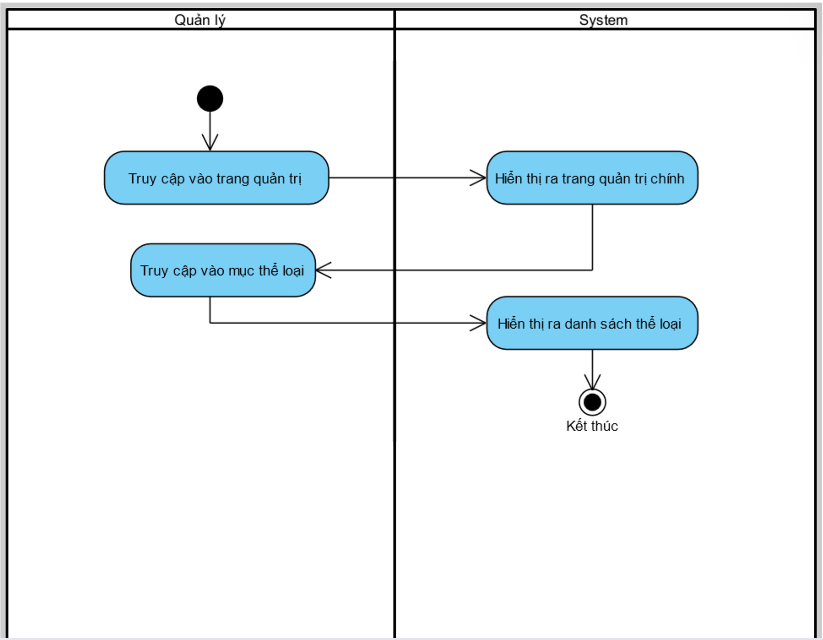 Quản lý
System
Truy cập vào trang quản trị
Hiển thị ra trang quản trị chính
Truy cập vào mục thể loại
Hiển thị ra danh sách thể loại
Kết thúc